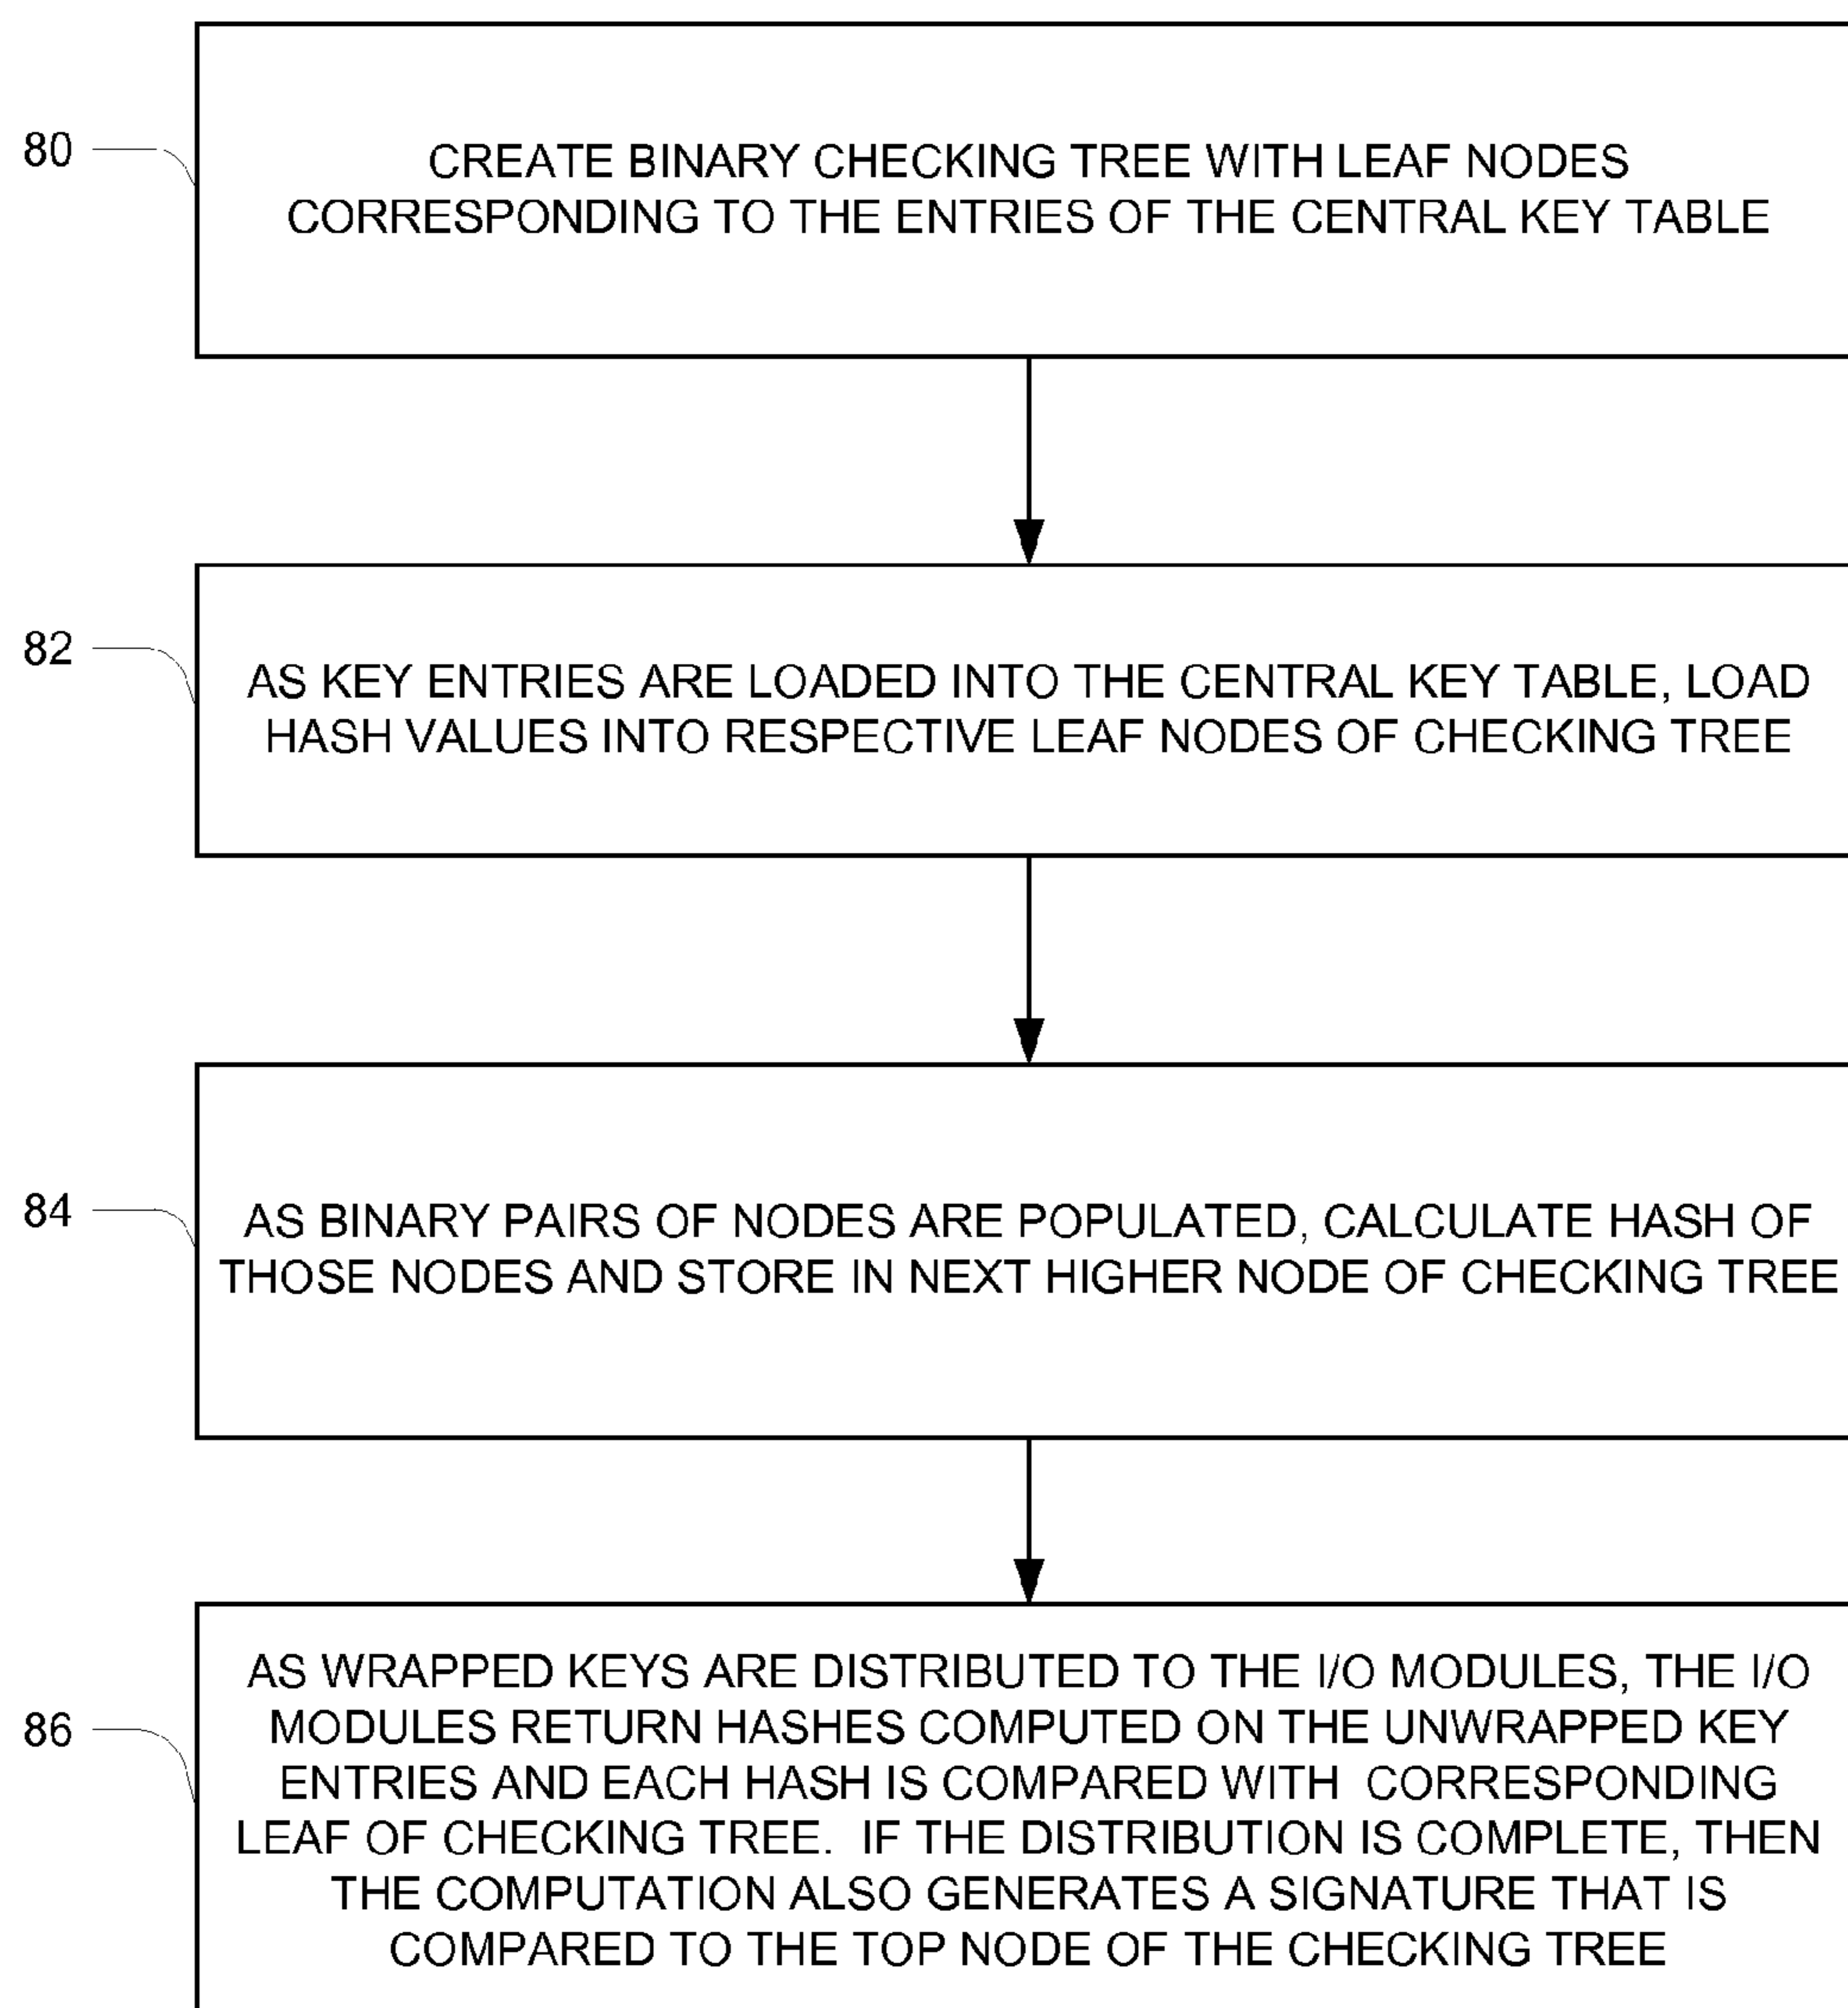 80
CREATE BINARY CHECKING TREE WITH LEAF NODES
CORRESPONDING TO THE ENTRIES OF THE CENTRAL KEY TABLE
82
AS KEY ENTRIES ARE LOADED INTO THE CENTRAL KEY TABLE, LOAD
HASH VALUES INTO RESPECTIVE LEAF NODES OF CHECKING TREE
84
AS BINARY PAIRS OF NODES ARE POPULATED, CALCULATE HASH OF
THOSE NODES AND STORE IN NEXT HIGHER NODE OF CHECKING TREE
86
AS WRAPPED KEYS ARE DISTRIBUTED TO THE I/O MODULES, THE I/O
MODULES RETURN HASHES COMPUTED ON THE UNWRAPPED KEY
ENTRIES AND EACH HASH IS COMPARED WITH CORRESPONDING
LEAF OF CHECKING TREE. IF THE DISTRIBUTION IS COMPLETE, THEN
THE COMPUTATION ALSO GENERATES A SIGNATURE THAT IS
COMPARED TO THE TOP NODE OF THE CHECKING TREE